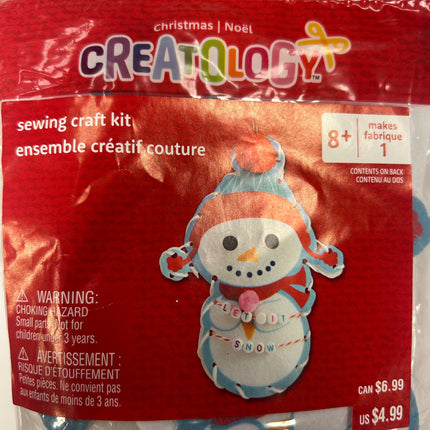 Christmas | Noël
CREATOLOGY™
sewing craft kit
ensemble créatif couture
8+
makes
fabrique
1
CONTENTS ON BACK
CONTENU AU DOS
LET IT
SNOW
⚠ WARNING:
CHOKING HAZARD
Small parts. Not for
children under 3 years.
⚠ AVERTISSEMENT :
RISQUE D'ÉTOUFFEMENT
Petites pièces. Ne convient pas
aux enfants de moins de 3 ans.
CAN $6.99
US $4.99